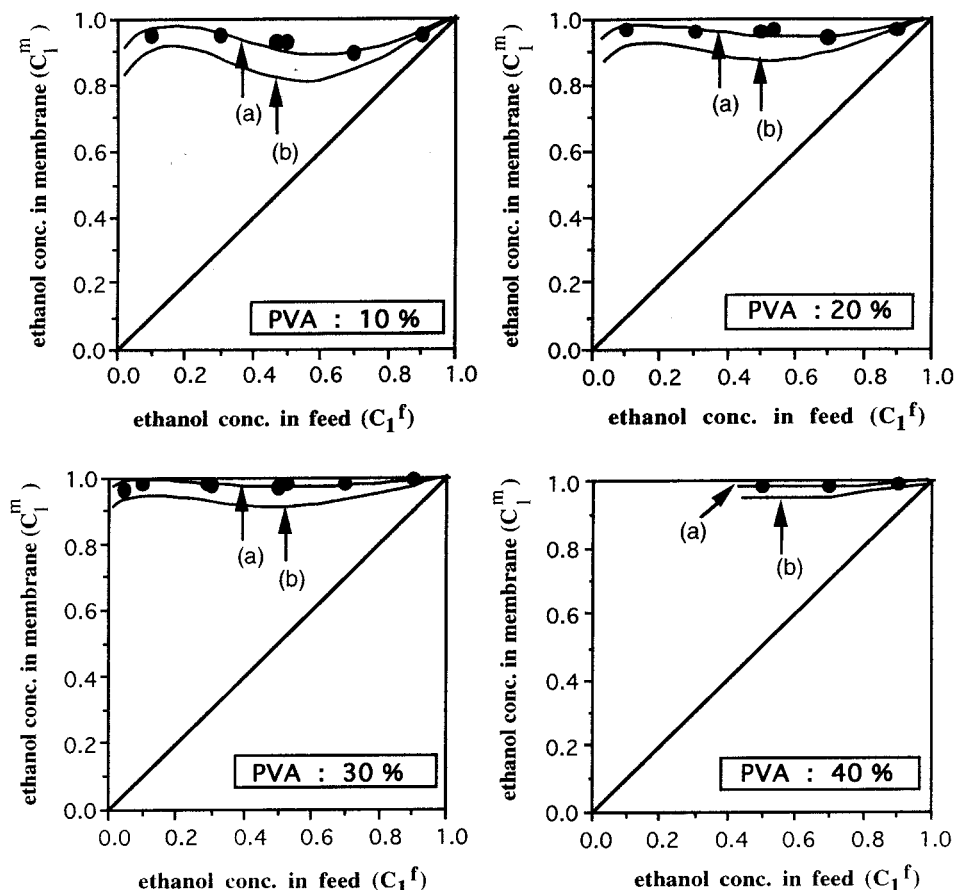 ethanol conc. in membrane (C₁ᵐ)
1.0
0.8
0.6
0.4
0.2
0.0
(a)
(b)
PVA : 10 %
0.0 0.2 0.4 0.6 0.8 1.0
ethanol conc. in feed (C₁ᶠ)
ethanol conc. in membrane (C₁ᵐ)
1.0
0.8
0.6
0.4
0.2
0.0
(a)
(b)
PVA : 20 %
0.0 0.2 0.4 0.6 0.8 1.0
ethanol conc. in feed (C₁ᶠ)
ethanol conc. in membrane (C₁ᵐ)
1.0
0.8
0.6
0.4
0.2
0.0
(a)
(b)
PVA : 30 %
0.0 0.2 0.4 0.6 0.8 1.0
ethanol conc. in feed (C₁ᶠ)
ethanol conc. in membrane (C₁ᵐ)
1.0
0.8
0.6
0.4
0.2
0.0
(a)
(b)
PVA : 40 %
0.0 0.2 0.4 0.6 0.8 1.0
ethanol conc. in feed (C₁ᶠ)